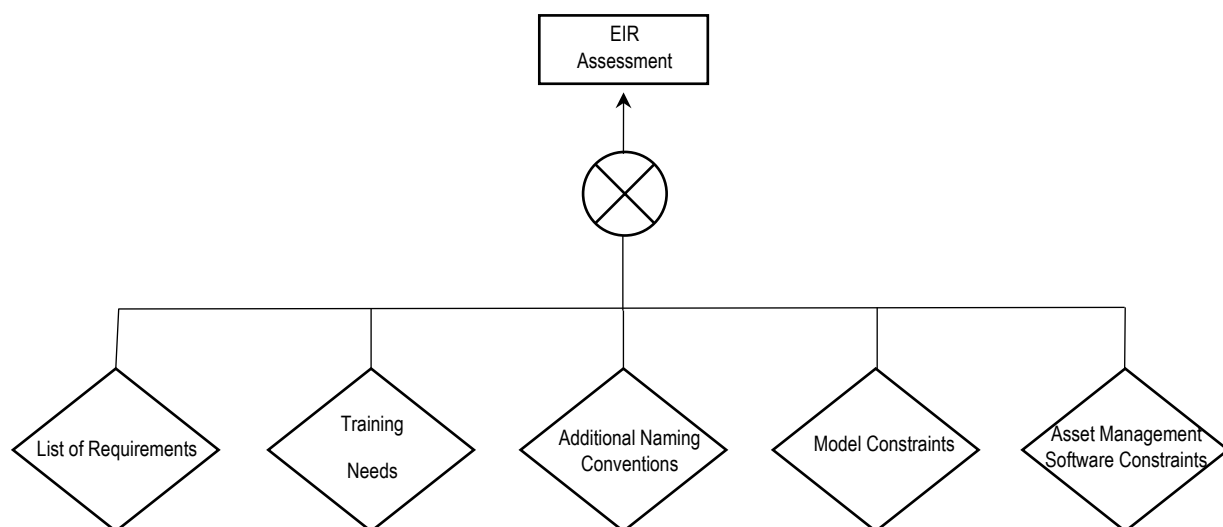 EIR
Assessment
List of Requirements
Training
Needs
Additional Naming
Conventions
Model Constraints
Asset Management
Software Constraints